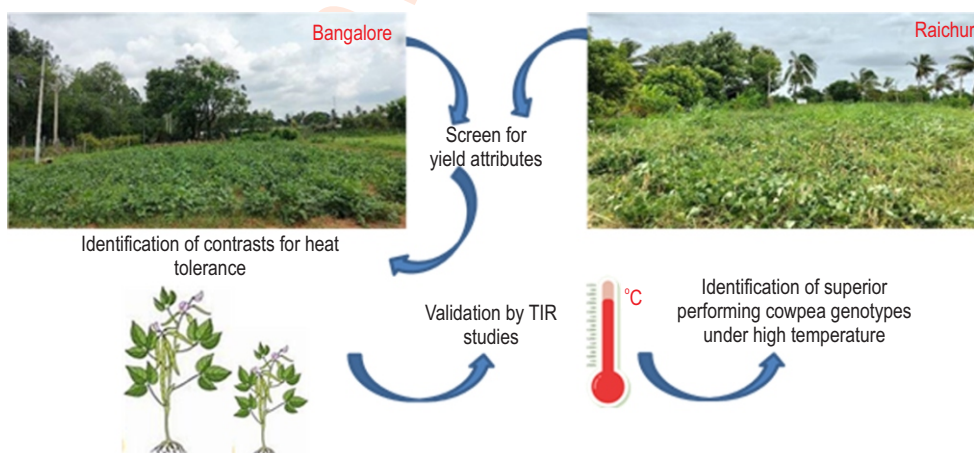 Bangalore
Raichur
Screen for
yield attributes
Identification of contrasts for heat
tolerance
Validation by TIR
studies
°C
Identification of superior
performing cowpea genotypes
under high temperature